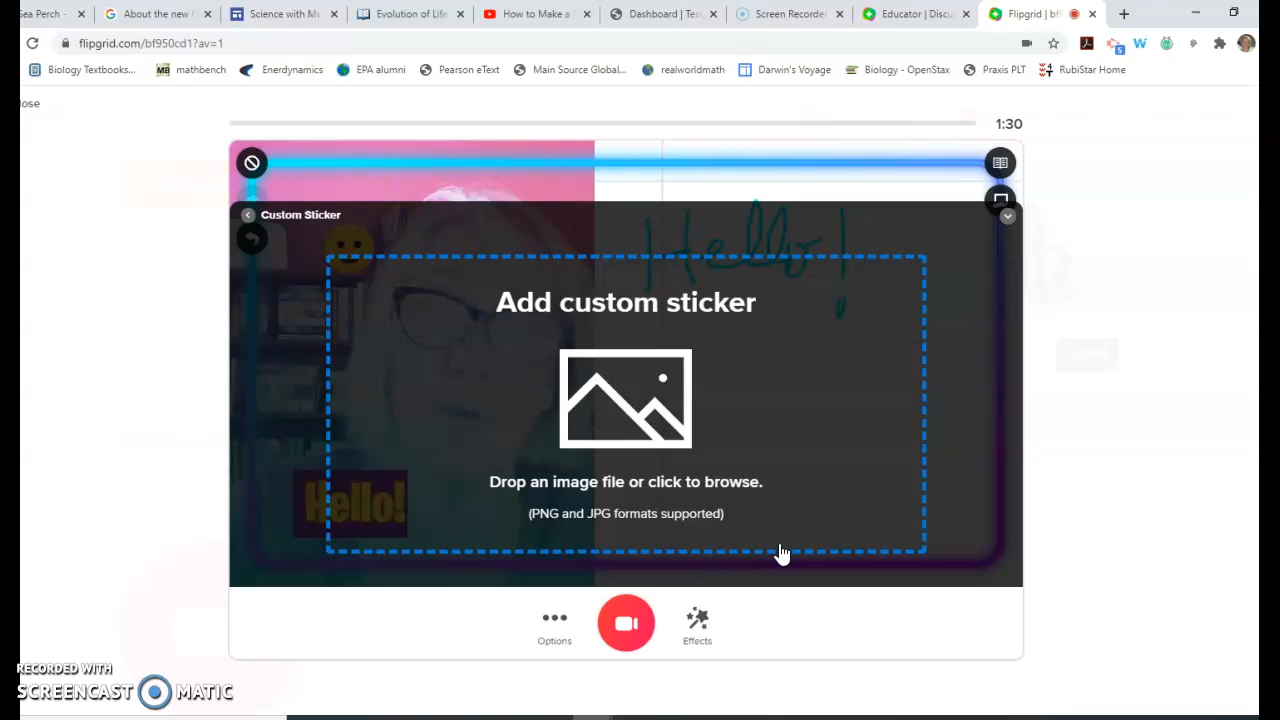 Sea Perch - About the new Science with Ms Evolution of Life How to Make a Dashboard | Tes Screen Recorder Educator | Discu Flipgrid | bf9
flipgrid.com/bf950cd1?av=1
5 W
Biology Textbooks... MB mathbench Enerdynamics EPA alumni Pearson eText Main Source Global... realworldmath Darwin's Voyage Biology - OpenStax Praxis PLT RubiStar Home
lose
1:30
Custom Sticker
Hello!
Add custom sticker
Drop an image file or click to browse.
Hello!
(PNG and JPG formats supported)
Options Effects
RECORDED WITH
SCREENCAST MATIC